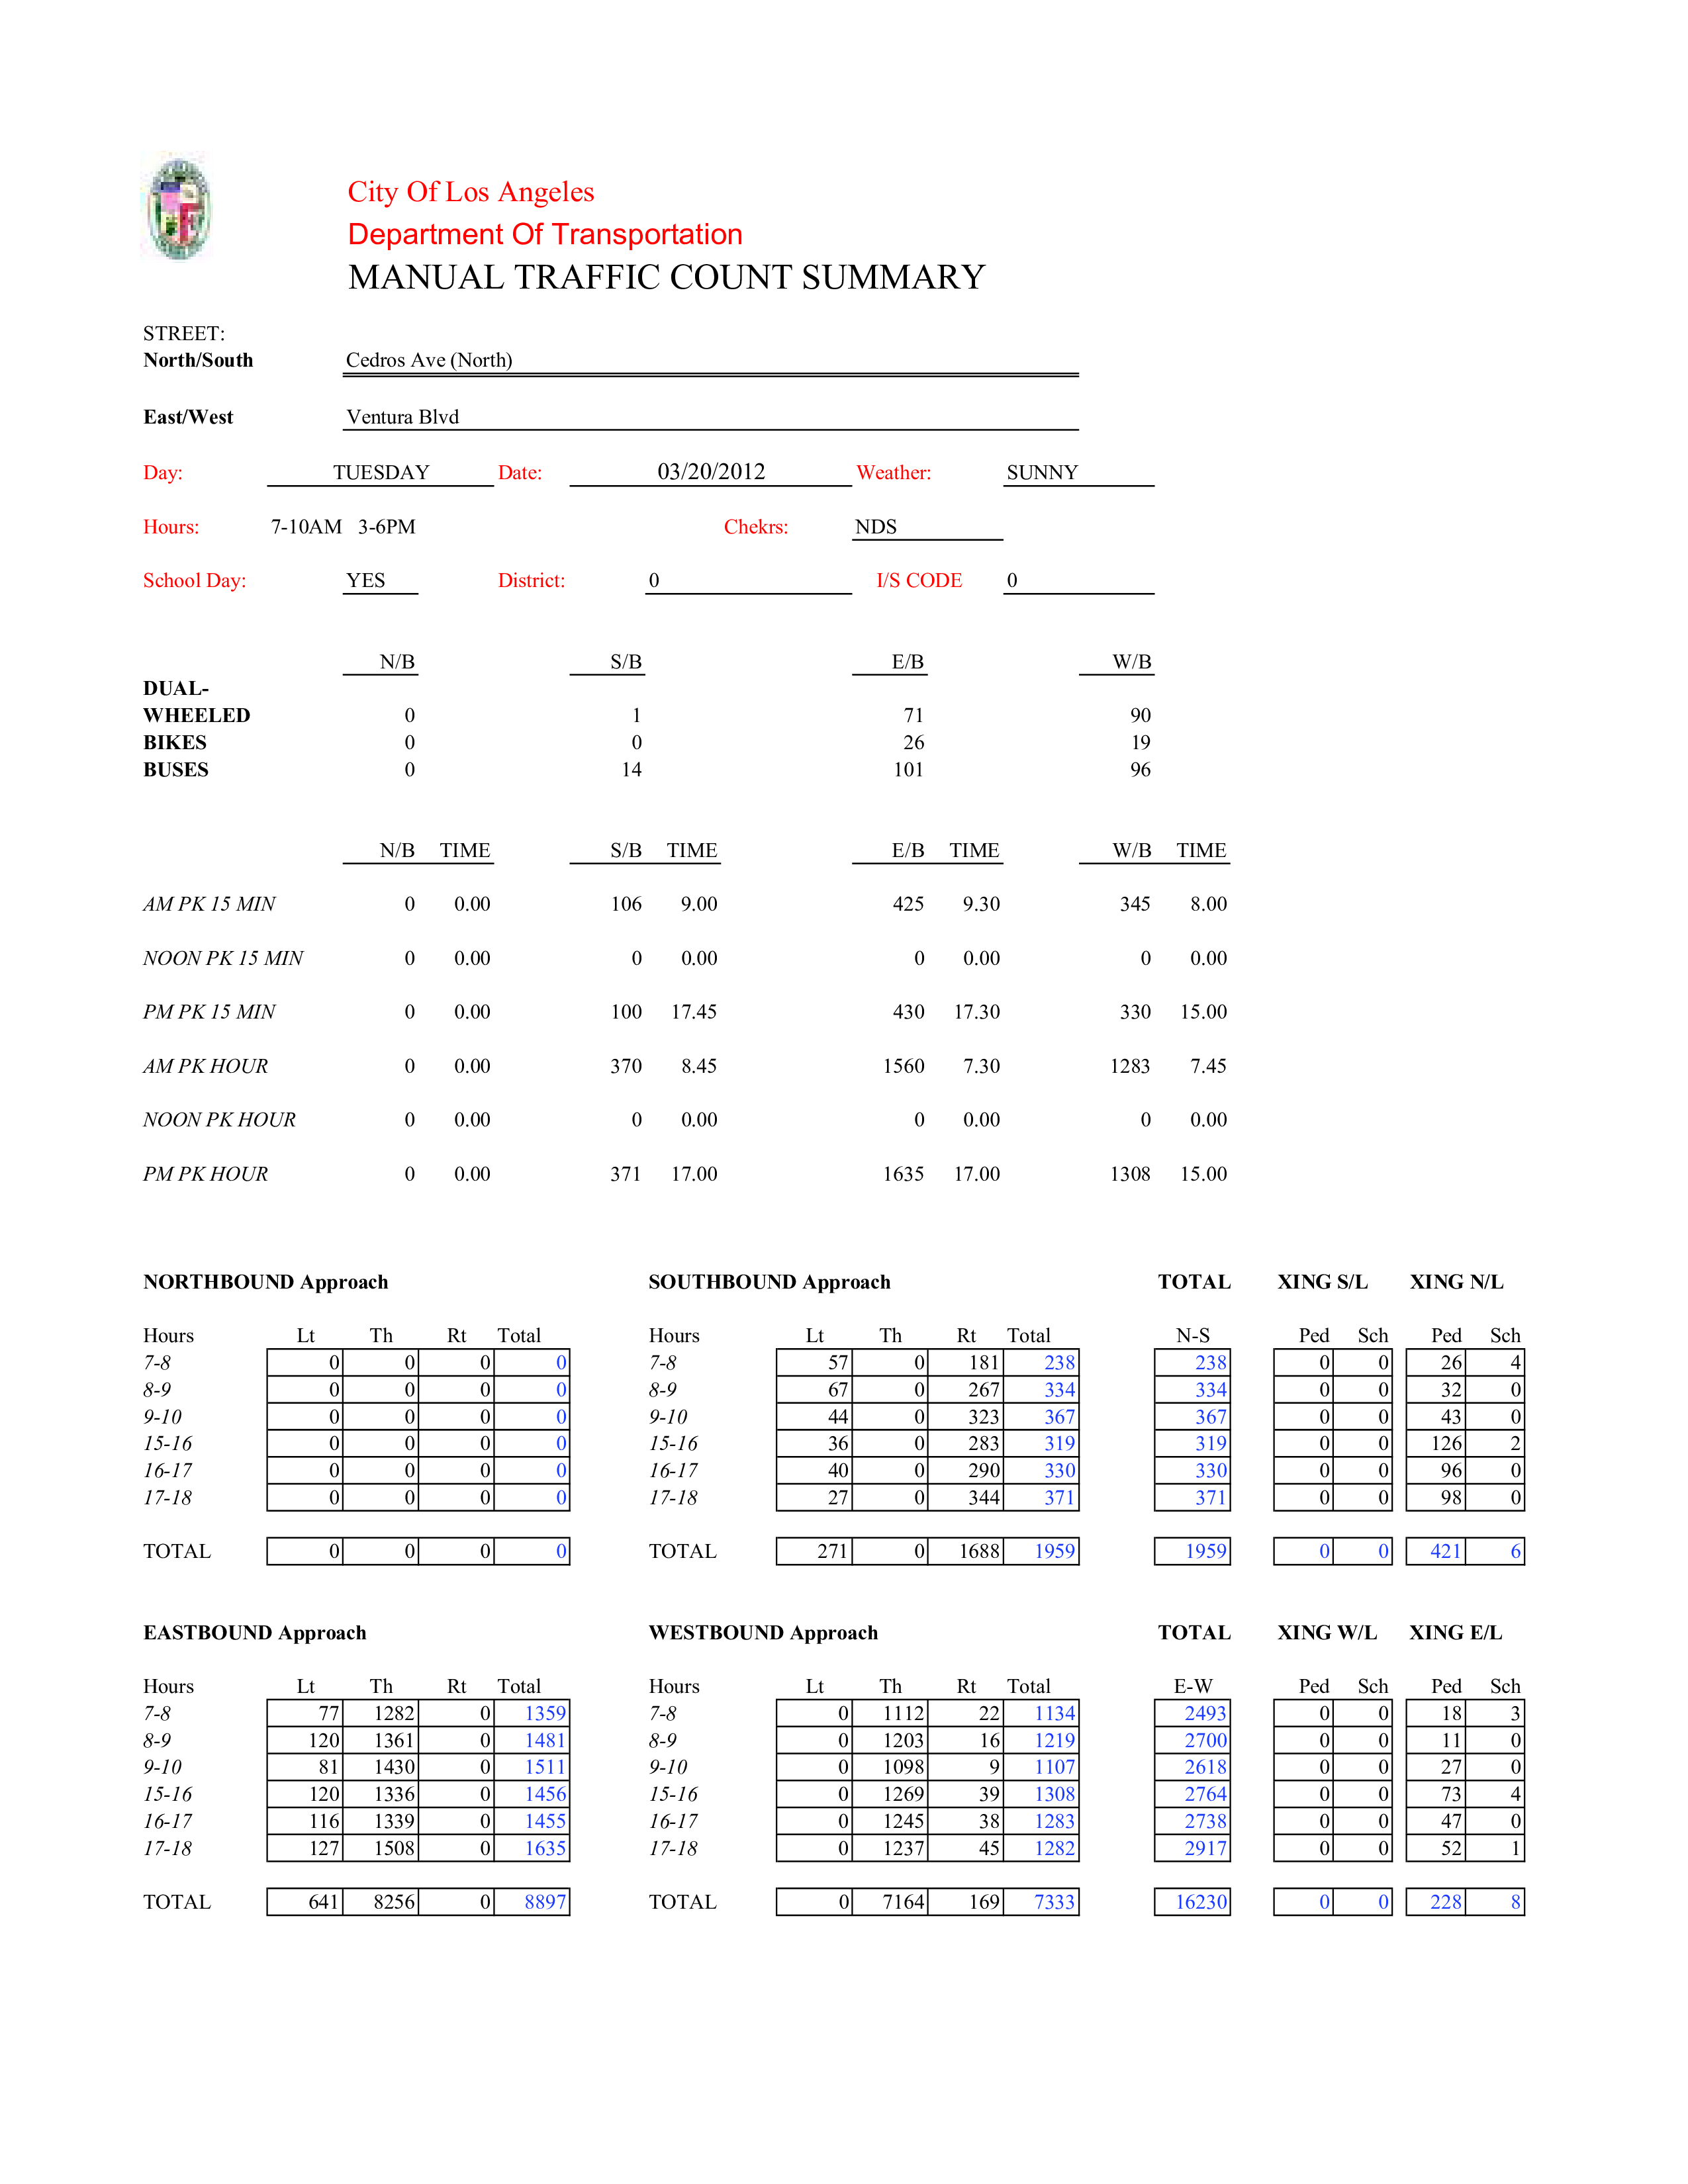 City Of Los Angeles
Department Of Transportation
MANUAL TRAFFIC COUNT SUMMARY
STREET:
North/South Cedros Ave (North)
East/West Ventura Blvd
Day: TUESDAY Date: 03/20/2012 Weather: SUNNY
Hours: 7-10AM 3-6PM Chekrs: NDS
School Day: YES District: 0 I/S CODE 0
N/B S/B E/B W/B
DUAL-
WHEELED 0 1 71 90
BIKES 0 0 26 19
BUSES 0 14 101 96
N/B TIME S/B TIME E/B TIME W/B TIME
AM PK 15 MIN 0 0.00 106 9.00 425 9.30 345 8.00
NOON PK 15 MIN 0 0.00 0 0.00 0 0.00 0 0.00
PM PK 15 MIN 0 0.00 100 17.45 430 17.30 330 15.00
AM PK HOUR 0 0.00 370 8.45 1560 7.30 1283 7.45
NOON PK HOUR 0 0.00 0 0.00 0 0.00 0 0.00
PM PK HOUR 0 0.00 371 17.00 1635 17.00 1308 15.00
NORTHBOUND Approach SOUTHBOUND Approach TOTAL XING S/L XING N/L
Hours Lt Th Rt Total Hours Lt Th Rt Total N-S Ped Sch Ped Sch
7-8 0 0 0 0 7-8 57 0 181 238 238 0 0 26 4
8-9 0 0 0 0 8-9 67 0 267 334 334 0 0 32 0
9-10 0 0 0 0 9-10 44 0 323 367 367 0 0 43 0
15-16 0 0 0 0 15-16 36 0 283 319 319 0 0 126 2
16-17 0 0 0 0 16-17 40 0 290 330 330 0 0 96 0
17-18 0 0 0 0 17-18 27 0 344 371 371 0 0 98 0
TOTAL 0 0 0 0 TOTAL 271 0 1688 1959 1959 0 0 421 6
EASTBOUND Approach WESTBOUND Approach TOTAL XING W/L XING E/L
Hours Lt Th Rt Total Hours Lt Th Rt Total E-W Ped Sch Ped Sch
7-8 77 1282 0 1359 7-8 0 1112 22 1134 2493 0 0 18 3
8-9 120 1361 0 1481 8-9 0 1203 16 1219 2700 0 0 11 0
9-10 81 1430 0 1511 9-10 0 1098 9 1107 2618 0 0 27 0
15-16 120 1336 0 1456 15-16 0 1269 39 1308 2764 0 0 73 4
16-17 116 1339 0 1455 16-17 0 1245 38 1283 2738 0 0 47 0
17-18 127 1508 0 1635 17-18 0 1237 45 1282 2917 0 0 52 1
TOTAL 641 8256 0 8897 TOTAL 0 7164 169 7333 16230 0 0 228 8